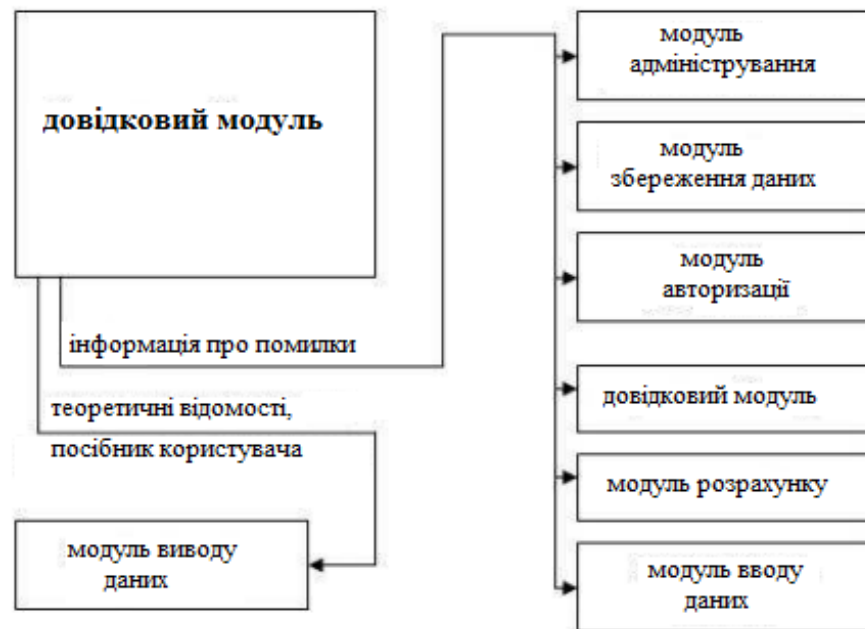 довідковий модуль
інформація про помилки
теоретичні відомості,
посібник користувача
модуль виводу
даних
модуль
адміністрування
модуль
збереження даних
модуль
авторизації
довідковий модуль
модуль розрахунку
модуль вводу
даних